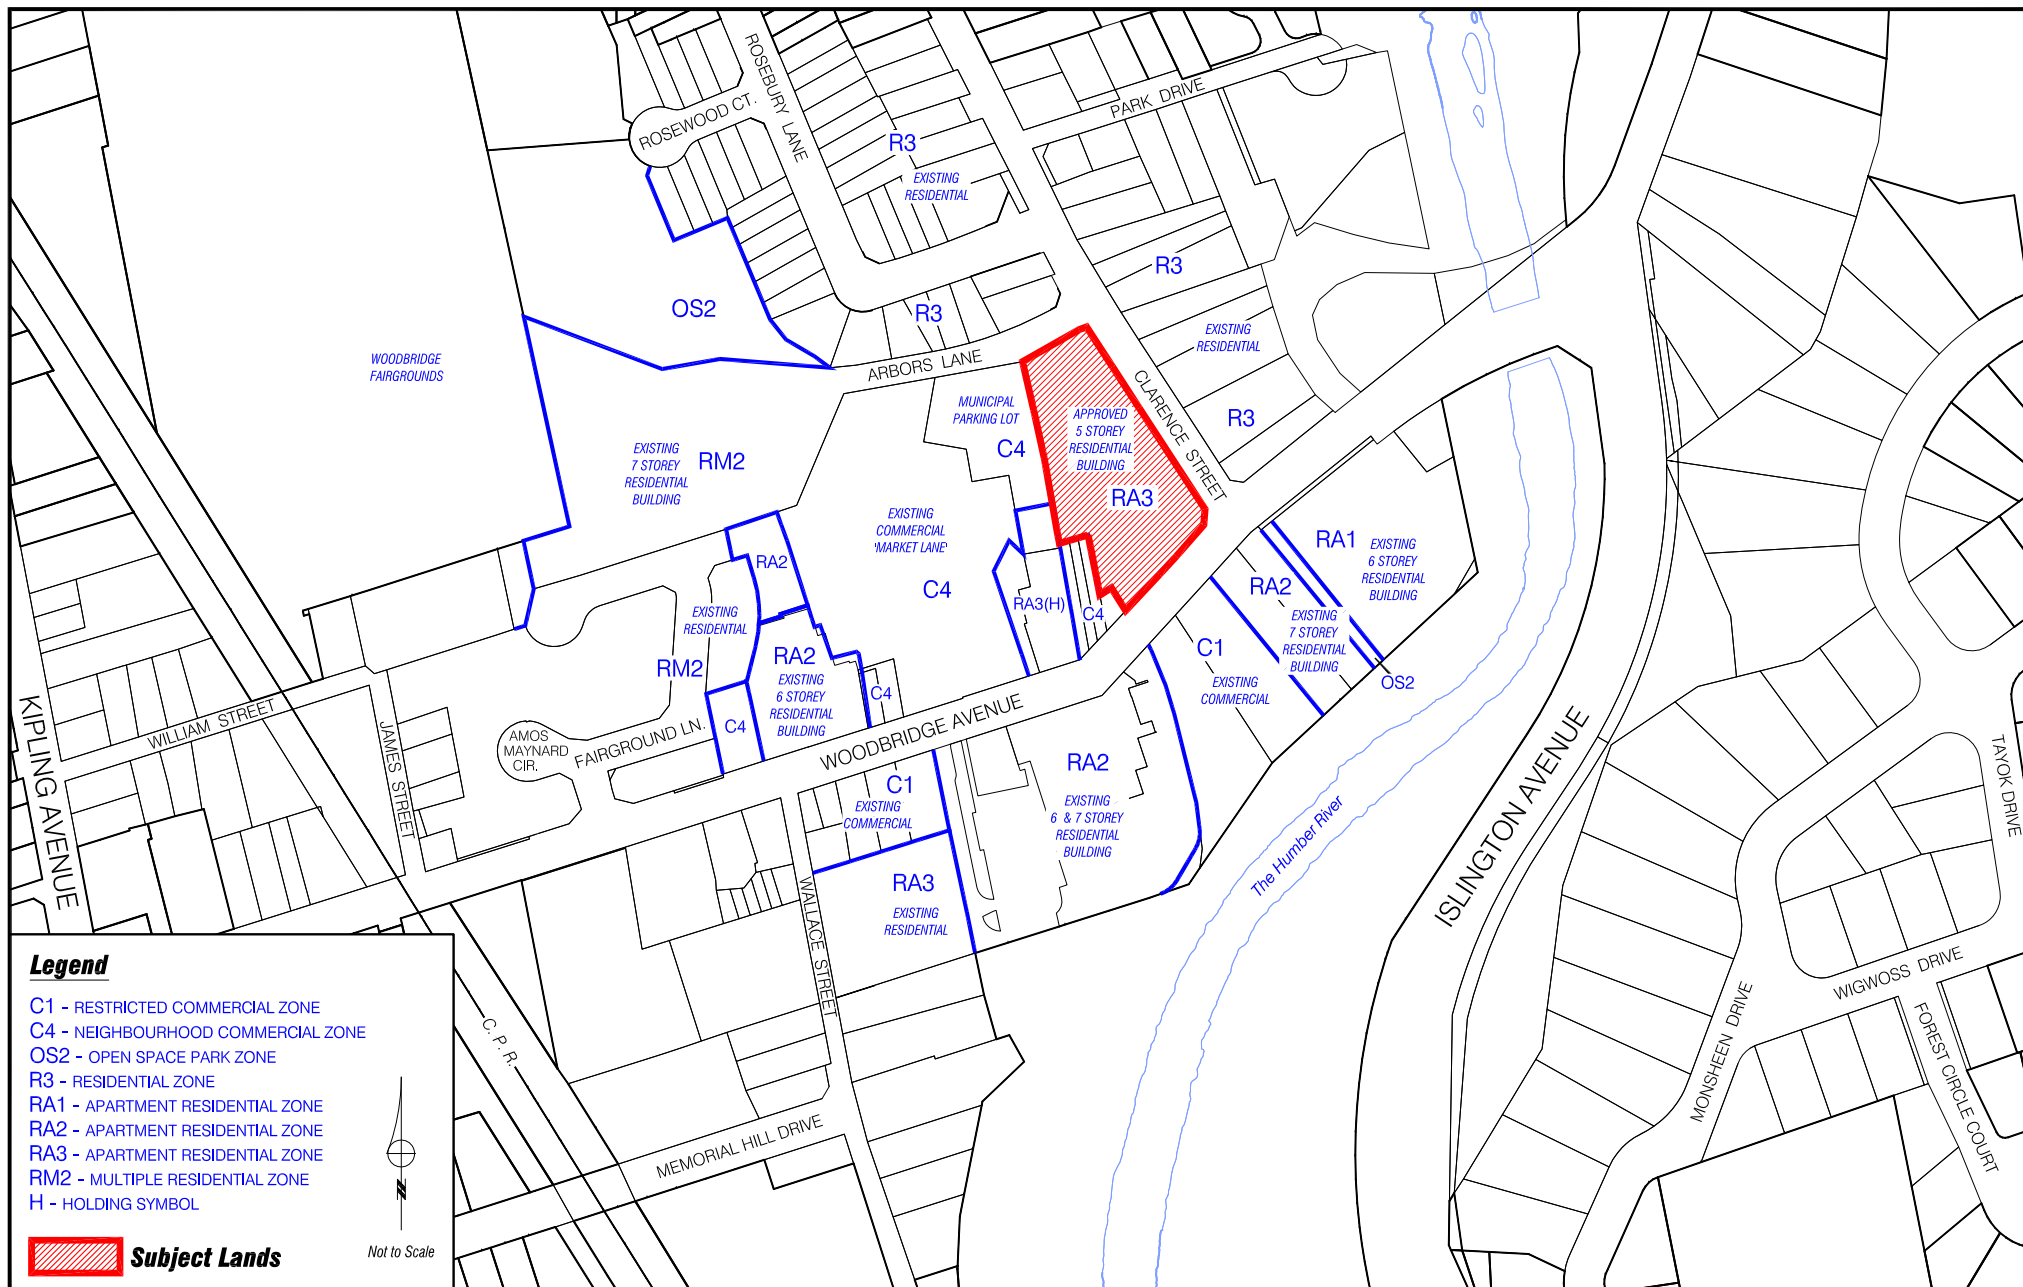 ROSEBURY LANE
ROSEWOOD CT.
PARK DRIVE
R3
EXISTING
RESIDENTIAL
R3
OS2
R3
EXISTING
RESIDENTIAL
WOODBRIDGE
FAIRGROUNDS
ARBORS LANE
CLARENCE STREET
MUNICIPAL
PARKING LOT
C4
APPROVED
5 STOREY
RESIDENTIAL
BUILDING
RA3
R3
EXISTING
7 STOREY
RESIDENTIAL
BUILDING
RM2
EXISTING
COMMERCIAL
'MARKET LANE'
C4
RA1
EXISTING
6 STOREY
RESIDENTIAL
BUILDING
RA2
RA2
EXISTING
7 STOREY
RESIDENTIAL
BUILDING
OS2
RA3(H)
C4
EXISTING
RESIDENTIAL
RM2
RA2
EXISTING
6 STOREY
RESIDENTIAL
BUILDING
C4
C1
EXISTING
COMMERCIAL
KIPLING AVENUE
WILLIAM STREET
JAMES STREET
AMOS
MAYNARD
CIR.
FAIRGROUND LN.
C4
WOODBRIDGE AVENUE
C1
EXISTING
COMMERCIAL
RA2
EXISTING
6 & 7 STOREY
RESIDENTIAL
BUILDING
RA3
EXISTING
RESIDENTIAL
WALLACE STREET
The Humber River
ISLINGTON AVENUE
TAYOK DRIVE
WIGWOSS DRIVE
MONSHEEN DRIVE
FOREST CIRCLE COURT
C. P. R.
MEMORIAL HILL DRIVE
Legend
C1 - RESTRICTED COMMERCIAL ZONE
C4 - NEIGHBOURHOOD COMMERCIAL ZONE
OS2 - OPEN SPACE PARK ZONE
R3 - RESIDENTIAL ZONE
RA1 - APARTMENT RESIDENTIAL ZONE
RA2 - APARTMENT RESIDENTIAL ZONE
RA3 - APARTMENT RESIDENTIAL ZONE
RM2 - MULTIPLE RESIDENTIAL ZONE
H - HOLDING SYMBOL
N
Subject Lands
Not to Scale